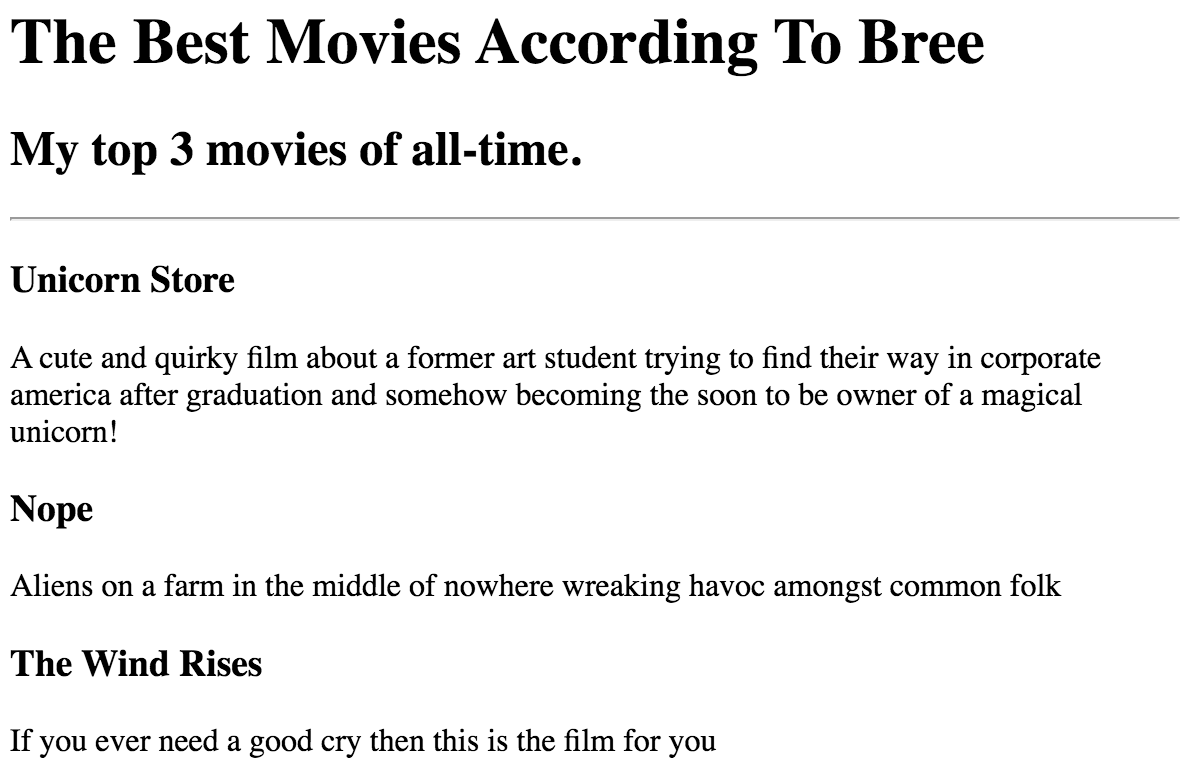 The Best Movies According To Bree
My top 3 movies of all-time.
Unicorn Store
A cute and quirky film about a former art student trying to find their way in corporate
america after graduation and somehow becoming the soon to be owner of a magical
unicorn!
Nope
Aliens on a farm in the middle of nowhere wreaking havoc amongst common folk
The Wind Rises
If you ever need a good cry then this is the film for you